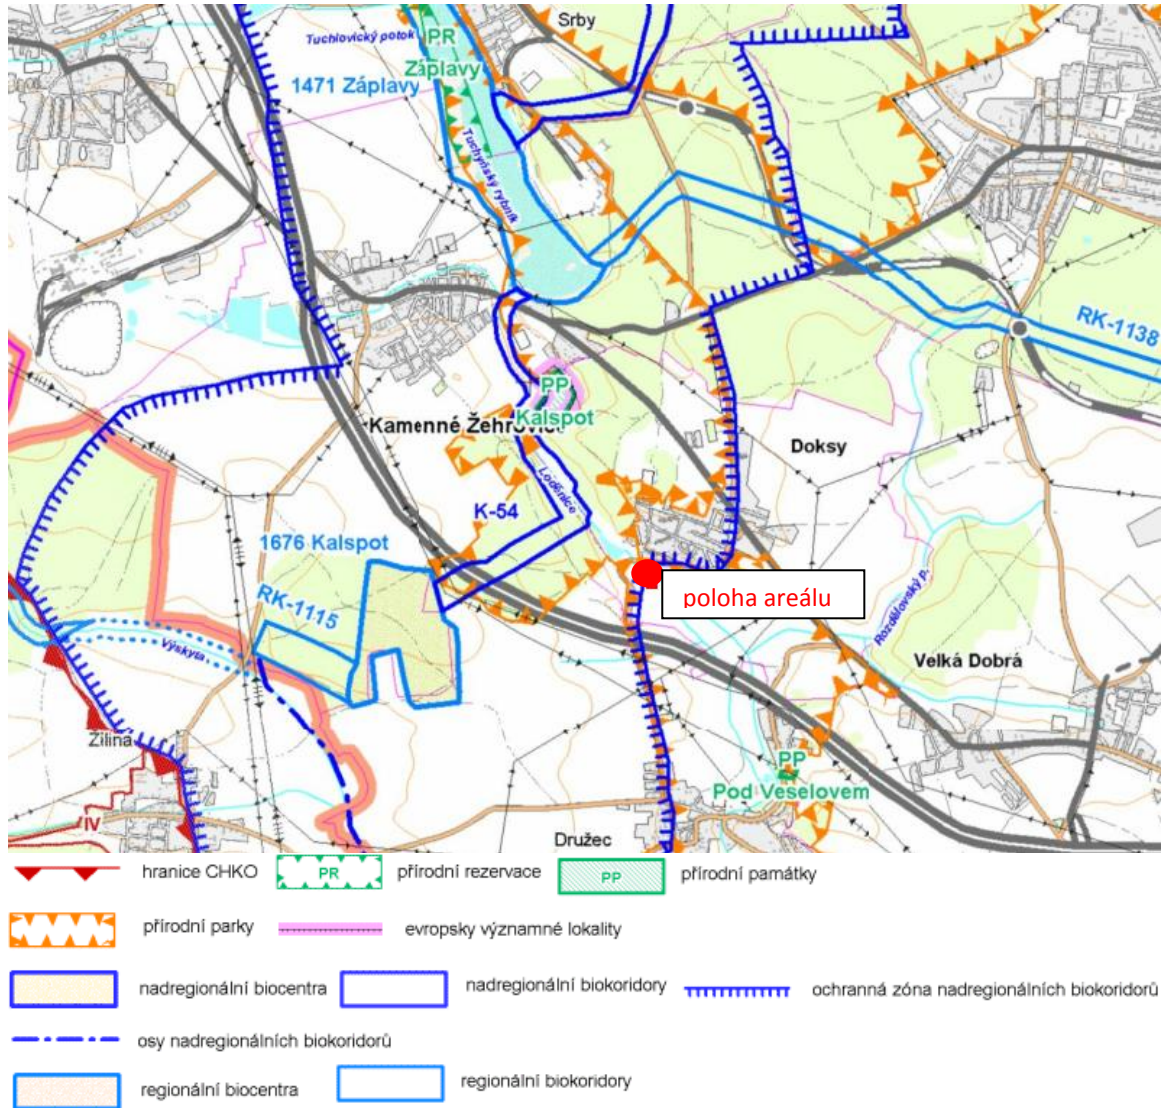 Srby
Tuchlovický potok
PR
Záplavy
1471 Záplavy
Tuchyňský rybník
RK-1138
PP
Kalspot
Kamenné Žehrovice
Doksy
Loděnice
K-54
1676 Kalspot
poloha areálu
RK-1115
Rozdělovský p.
Výskyta
Velká Dobrá
Žilina
PP
Pod Veselovem
IV
Družec
hranice CHKO
PR
přírodní rezervace
PP
přírodní památky
přírodní parky
evropsky významné lokality
nadregionální biocentra
nadregionální biokoridory
ochranná zóna nadregionálních biokoridorů
osy nadregionálních biokoridorů
regionální biocentra
regionální biokoridory